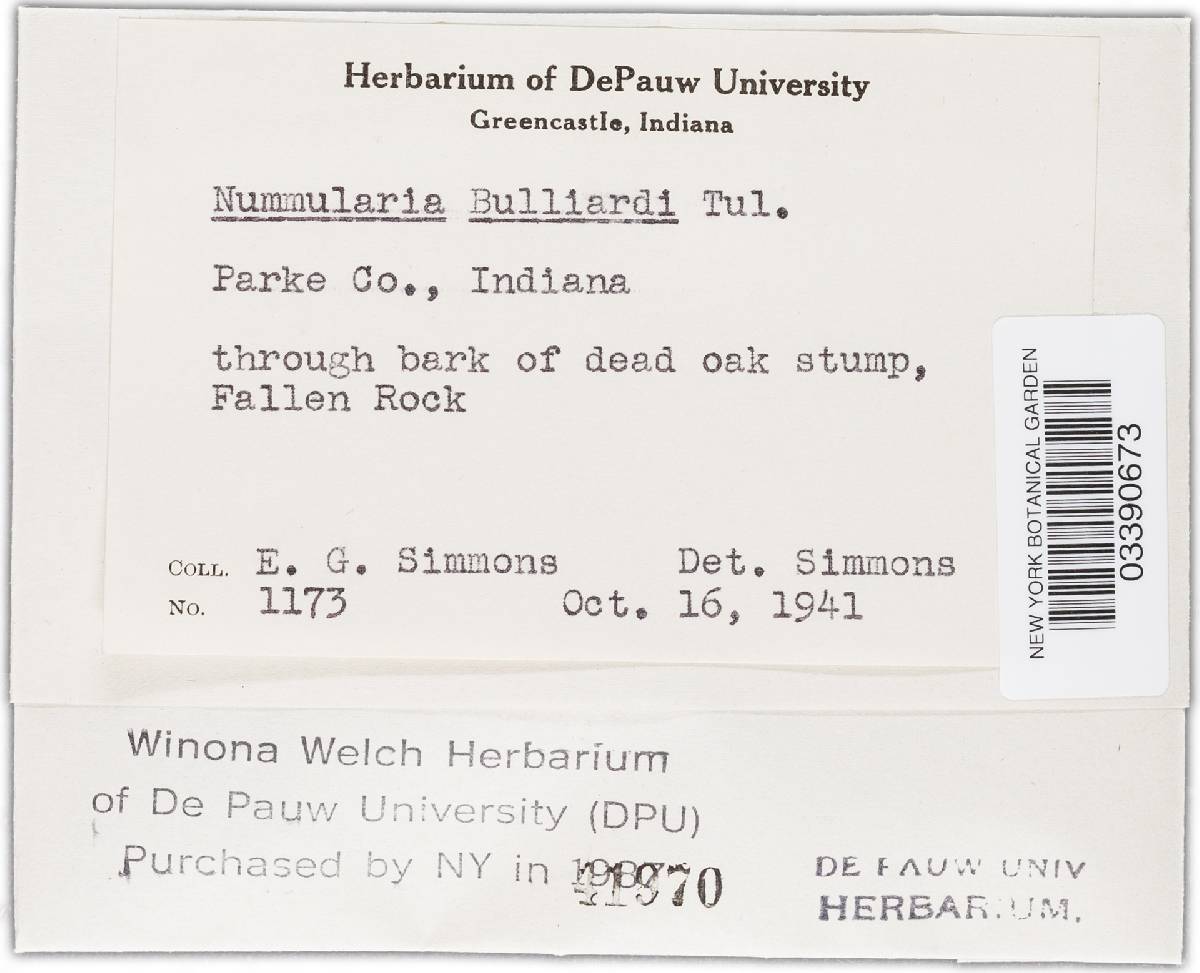 Herbarium of DePauw University
Greencastle, Indiana
Nummularia Bulliardi Tul.
Parke Co., Indiana
through bark of dead oak stump,
Fallen Rock
COLL. E. G. Simmons Det. Simmons
No. 1173 Oct. 16, 1941
NEW YORK BOTANICAL GARDEN
03390673
Winona Welch Herbarium
of De Pauw University (DPU)
Purchased by NY in 1987
DE PAUW UNIV
HERBARIUM.